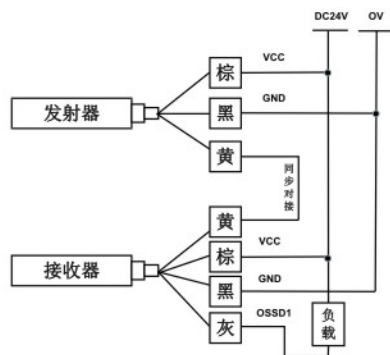 DC24V
OV
棕
VCC
发射器
黑
GND
黄
同步对接
黄
棕
VCC
接收器
黑
GND
灰
OSSD1
负载